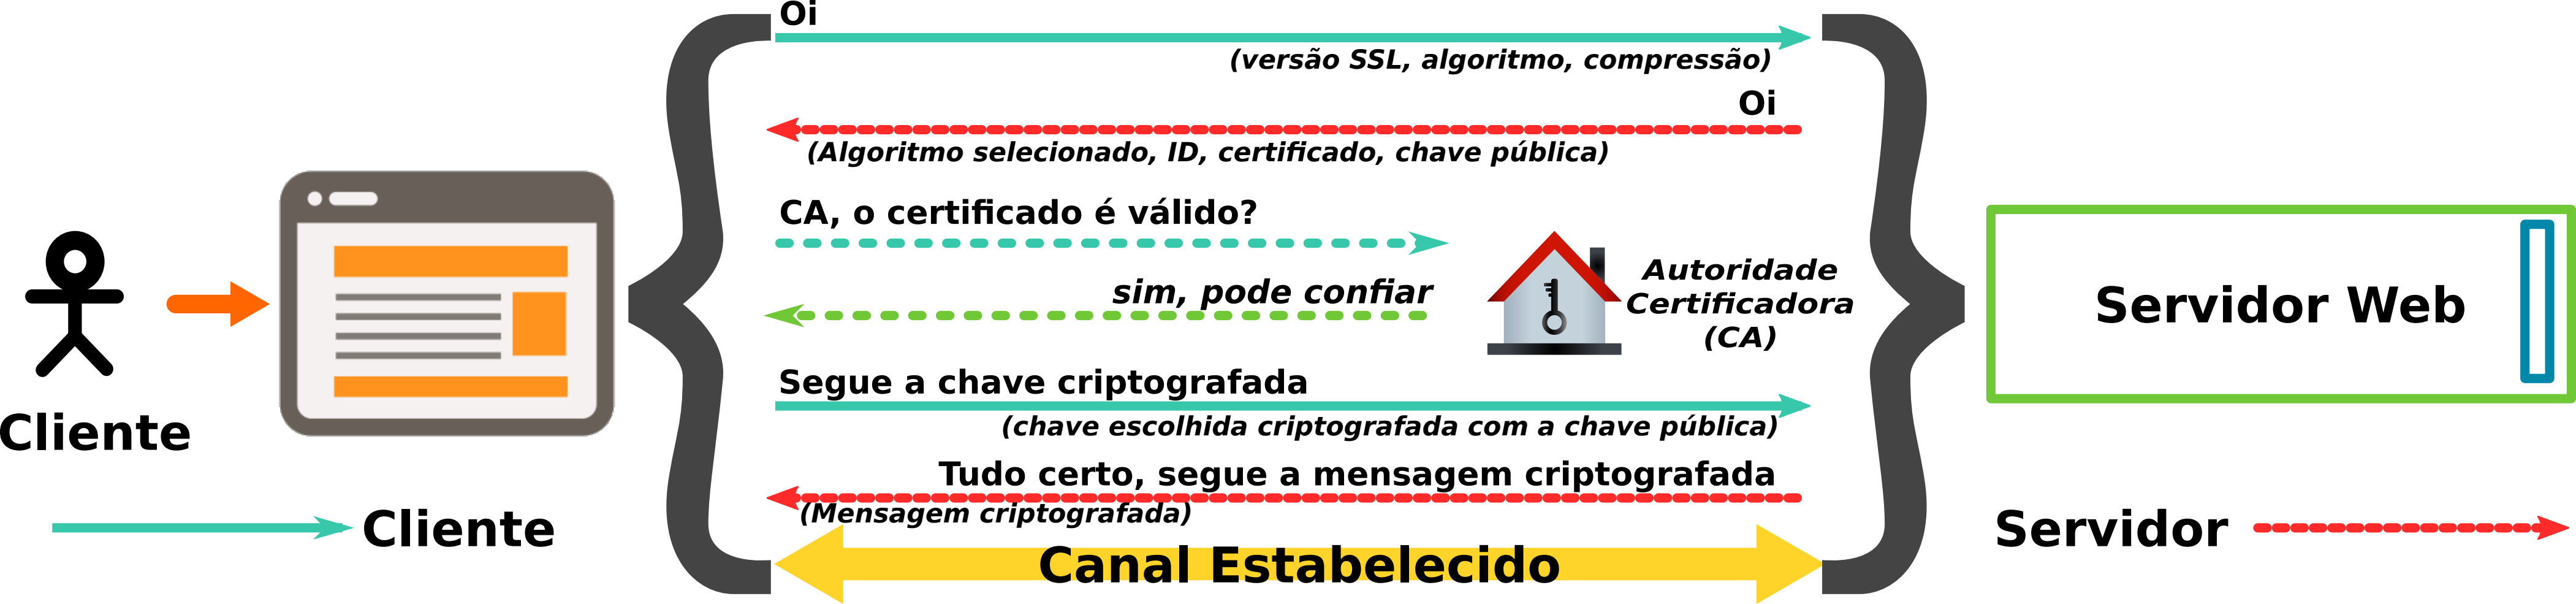 Oi
(versão SSL, algoritmo, compressão)
Oi
(Algoritmo selecionado, ID, certificado, chave pública)
CA, o certificado é válido?
sim, pode confiar
Autoridade
Certificadora
(CA)
Segue a chave criptografada
(chave escolhida criptografada com a chave pública)
Tudo certo, segue a mensagem criptografada
(Mensagem criptografada)
Canal Estabelecido
Cliente
Cliente
Servidor Web
Servidor